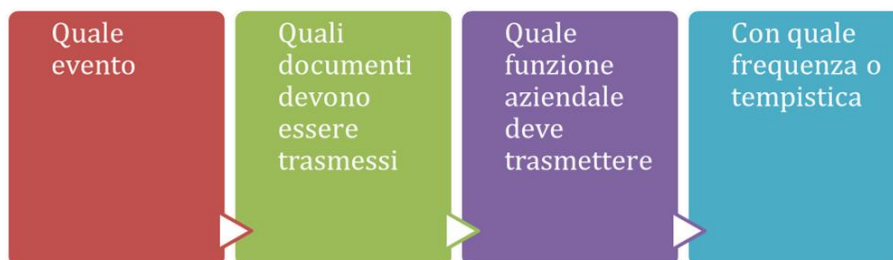 Quale
evento
Quali
documenti
devono
essere
trasmessi
Quale
funzione
aziendale
deve
trasmettere
Con quale
frequenza o
tempistica